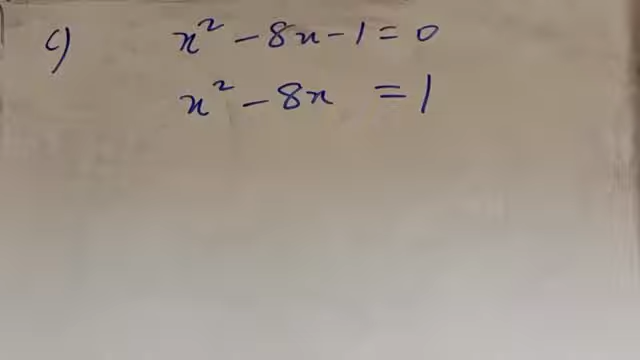 c) x² - 8x - 1 = 0
x² - 8x = 1